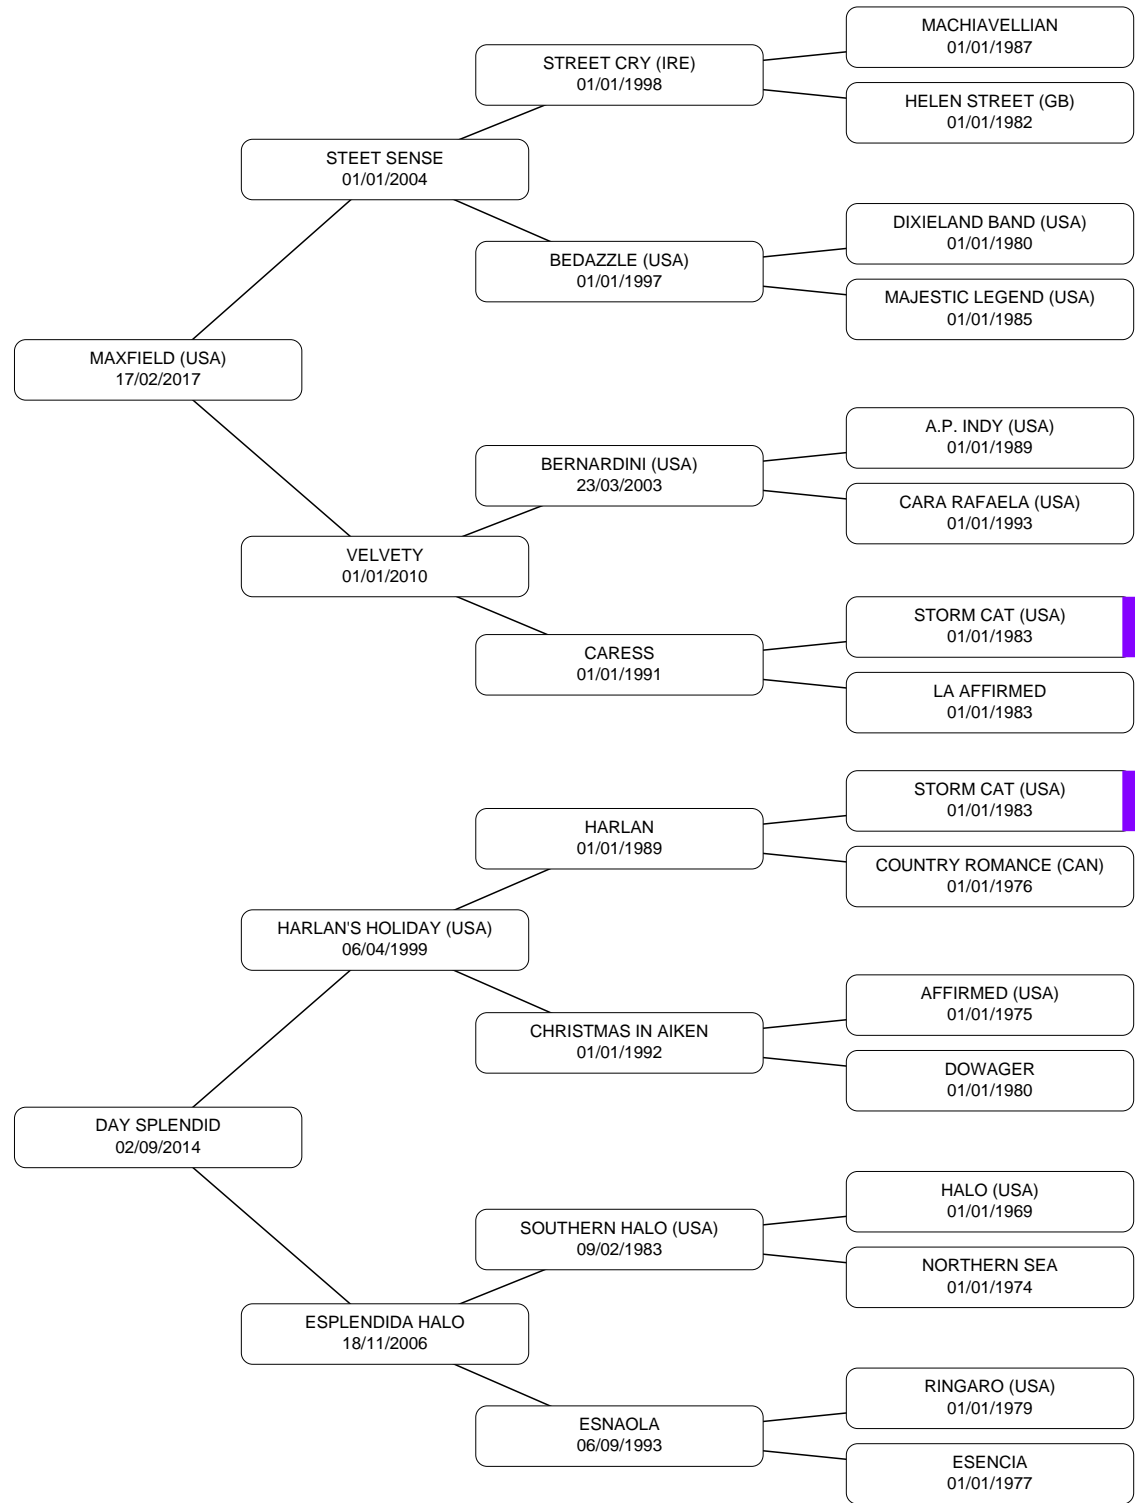 MACHIAVELLIAN
01/01/1987
STREET CRY (IRE)
01/01/1998
HELEN STREET (GB)
01/01/1982
STEET SENSE
01/01/2004
DIXIELAND BAND (USA)
01/01/1980
BEDAZZLE (USA)
01/01/1997
MAJESTIC LEGEND (USA)
01/01/1985
MAXFIELD (USA)
17/02/2017
A.P. INDY (USA)
01/01/1989
BERNARDINI (USA)
23/03/2003
CARA RAFAELA (USA)
01/01/1993
VELVETY
01/01/2010
STORM CAT (USA)
01/01/1983
CARESS
01/01/1991
LA AFFIRMED
01/01/1983
STORM CAT (USA)
01/01/1983
HARLAN
01/01/1989
COUNTRY ROMANCE (CAN)
01/01/1976
HARLAN'S HOLIDAY (USA)
06/04/1999
AFFIRMED (USA)
01/01/1975
CHRISTMAS IN AIKEN
01/01/1992
DOWAGER
01/01/1980
DAY SPLENDID
02/09/2014
HALO (USA)
01/01/1969
SOUTHERN HALO (USA)
09/02/1983
NORTHERN SEA
01/01/1974
ESPLENDIDA HALO
18/11/2006
RINGARO (USA)
01/01/1979
ESNAOLA
06/09/1993
ESENCIA
01/01/1977